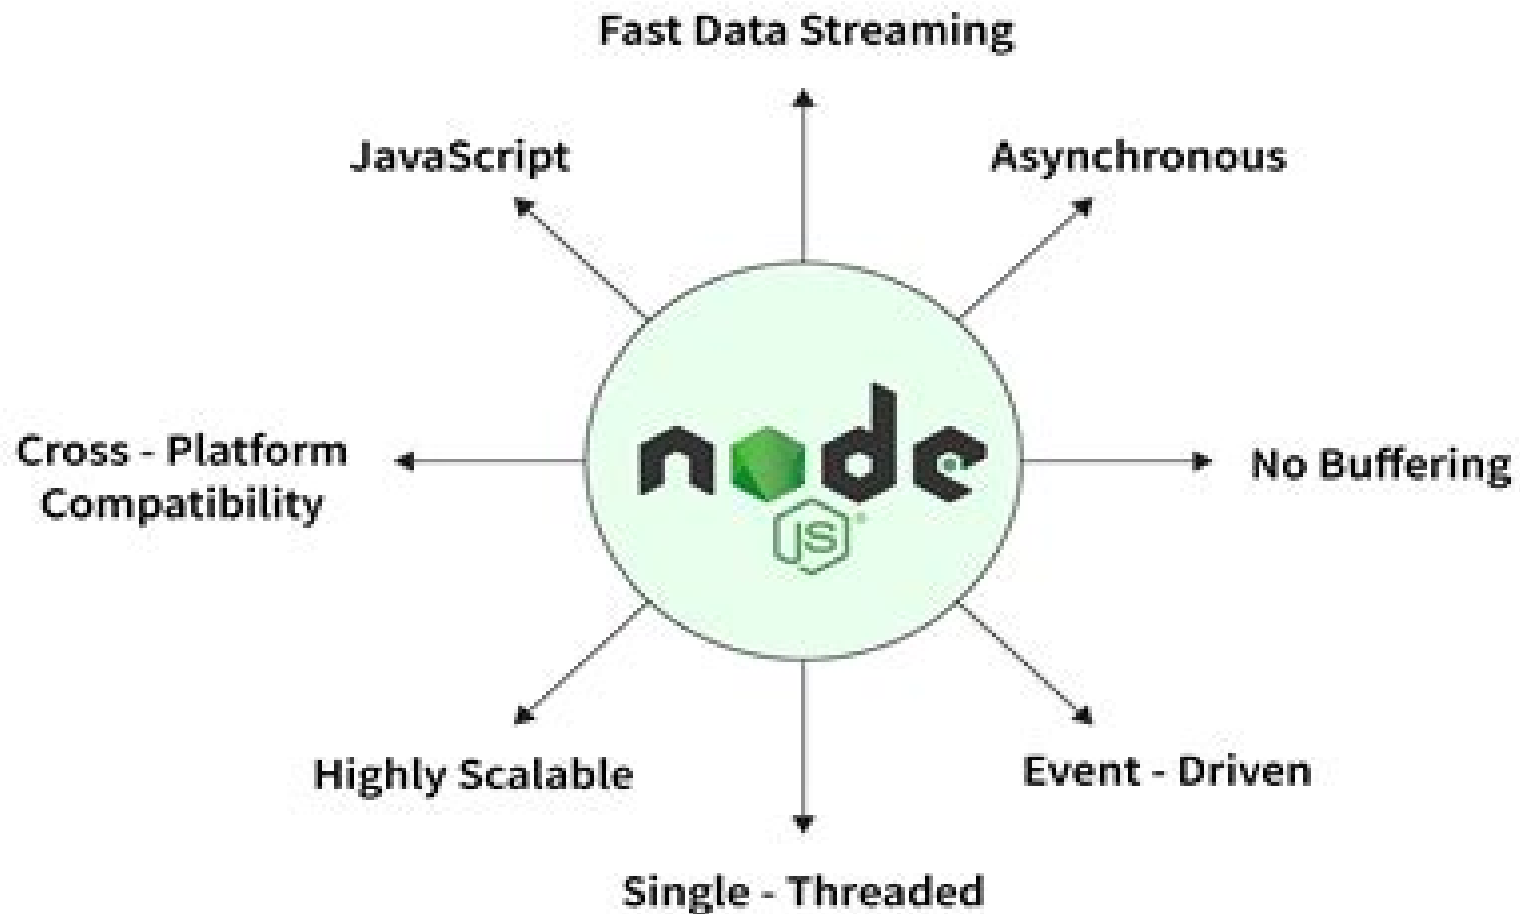 Fast Data Streaming
JavaScript
Asynchronous
Cross - Platform
Compatibility
node
JS
No Buffering
Highly Scalable
Event - Driven
Single - Threaded